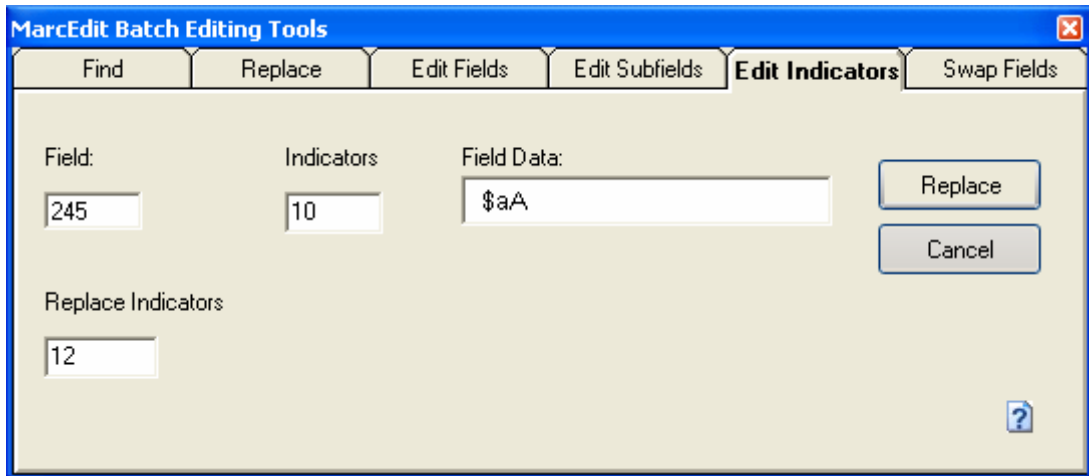 MarcEdit Batch Editing Tools
Find Replace Edit Fields Edit Subfields Edit Indicators Swap Fields
Field: Indicators Field Data:
245 10 $aA Replace
Cancel
Replace Indicators
12
?